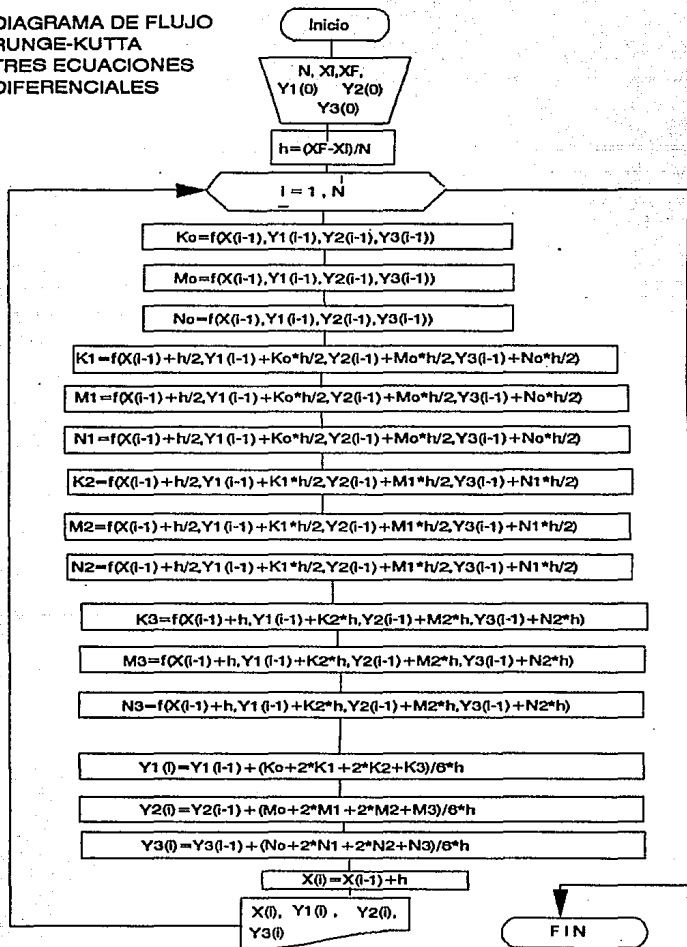 DIAGRAMA DE FLUJO
RUNGE-KUTTA
TRES ECUACIONES
DIFERENCIALES
Inicio
N, XI,XF,
Y1(0) Y2(0)
Y3(0)
h=(XF-XI)/N
i = 1 , N
Ko=f(X(i-1),Y1(i-1),Y2(i-1),Y3(i-1))
Mo=f(X(i-1),Y1(i-1),Y2(i-1),Y3(i-1))
No=f(X(i-1),Y1(i-1),Y2(i-1),Y3(i-1))
K1=f(X(i-1)+h/2,Y1(i-1)+Ko*h/2,Y2(i-1)+Mo*h/2,Y3(i-1)+No*h/2)
M1=f(X(i-1)+h/2,Y1(i-1)+Ko*h/2,Y2(i-1)+Mo*h/2,Y3(i-1)+No*h/2)
N1=f(X(i-1)+h/2,Y1(i-1)+Ko*h/2,Y2(i-1)+Mo*h/2,Y3(i-1)+No*h/2)
K2=f(X(i-1)+h/2,Y1(i-1)+K1*h/2,Y2(i-1)+M1*h/2,Y3(i-1)+N1*h/2)
M2=f(X(i-1)+h/2,Y1(i-1)+K1*h/2,Y2(i-1)+M1*h/2,Y3(i-1)+N1*h/2)
N2=f(X(i-1)+h/2,Y1(i-1)+K1*h/2,Y2(i-1)+M1*h/2,Y3(i-1)+N1*h/2)
K3=f(X(i-1)+h,Y1(i-1)+K2*h,Y2(i-1)+M2*h,Y3(i-1)+N2*h)
M3=f(X(i-1)+h,Y1(i-1)+K2*h,Y2(i-1)+M2*h,Y3(i-1)+N2*h)
N3=f(X(i-1)+h,Y1(i-1)+K2*h,Y2(i-1)+M2*h,Y3(i-1)+N2*h)
Y1(i)=Y1(i-1)+(Ko+2*K1+2*K2+K3)/6*h
Y2(i)=Y2(i-1)+(Mo+2*M1+2*M2+M3)/6*h
Y3(i)=Y3(i-1)+(No+2*N1+2*N2+N3)/6*h
X(i)=X(i-1)+h
X(i), Y1(i) , Y2(i),
Y3(i)
FIN